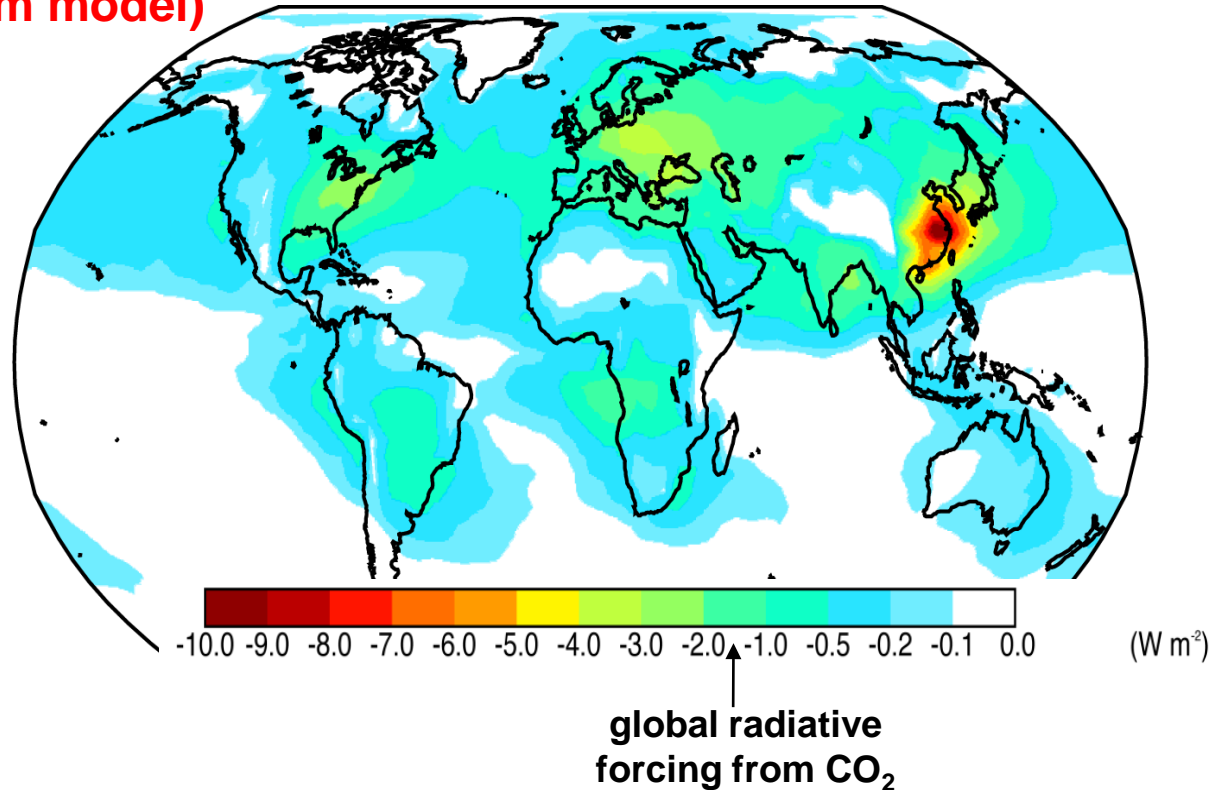 m model)
-10.0 -9.0 -8.0 -7.0 -6.0 -5.0 -4.0 -3.0 -2.0 -1.0 -0.5 -0.2 -0.1 0.0 (W m⁻²)
global radiative
forcing from CO₂